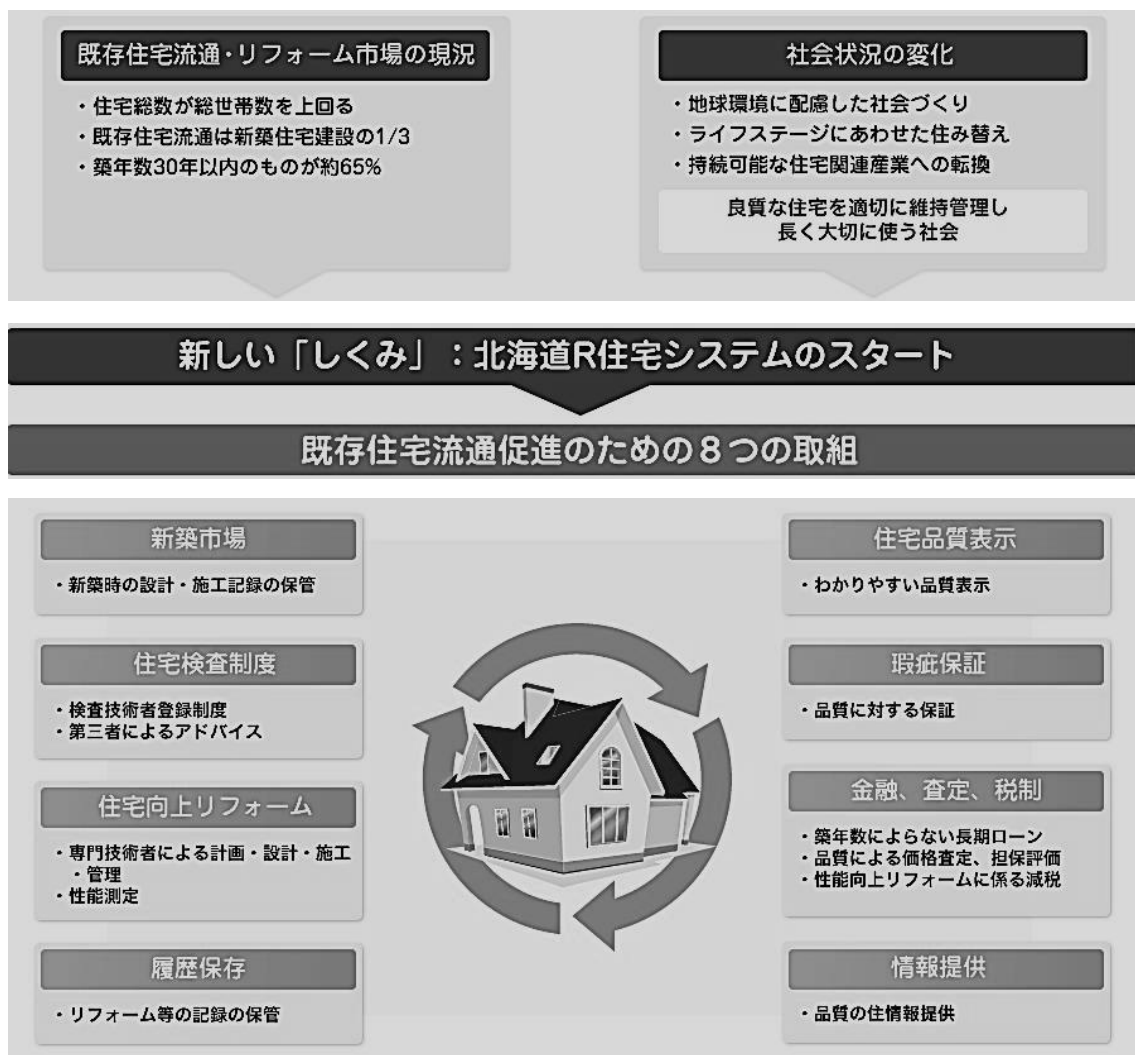 既存住宅流通・リフォーム市場の現況
・住宅総数が総世帯数を上回る
・既存住宅流通は新築住宅建設の1/3
・築年数30年以内のものが約65%
社会状況の変化
・地球環境に配慮した社会づくり
・ライフステージにあわせた住み替え
・持続可能な住宅関連産業への転換
良質な住宅を適切に維持管理し
長く大切に使う社会
新しい「しくみ」:北海道R住宅システムのスタート
既存住宅流通促進のための8つの取組
新築市場
・新築時の設計・施工記録の保管
住宅検査制度
・検査技術者登録制度
・第三者によるアドバイス
住宅向上リフォーム
・専門技術者による計画・設計・施工
・管理
・性能測定
履歴保存
・リフォーム等の記録の保管
住宅品質表示
・わかりやすい品質表示
瑕疵保証
・品質に対する保証
金融、査定、税制
・築年数によらない長期ローン
・品質による価格査定、担保評価
・性能向上リフォームに係る減税
情報提供
・品質の住情報提供